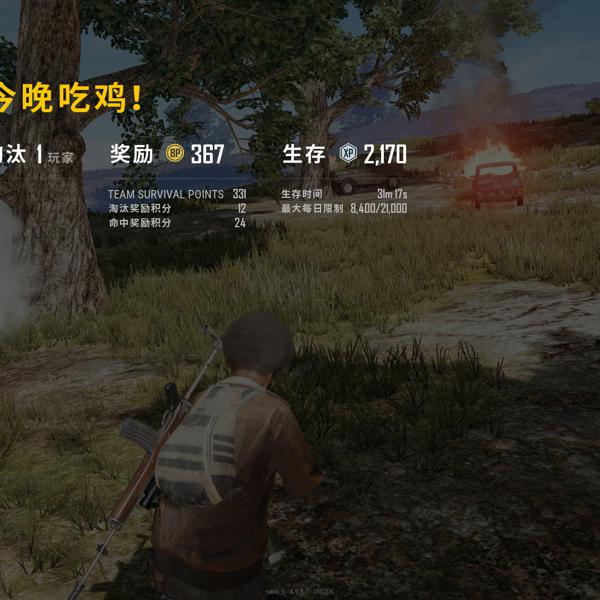 今晚吃鸡!
汰 1 玩家
奖励 BP 367
生存 XP 2,170
TEAM SURVIVAL POINTS 331
淘汰奖励积分 12
命中奖励积分 24
生存时间 31m 17s
最大每日限制 8,400/21,000